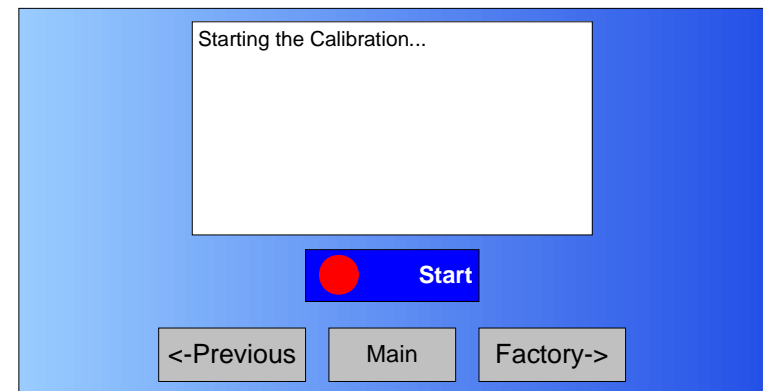 Starting the Calibration...
Start
<-Previous
Main
Factory->